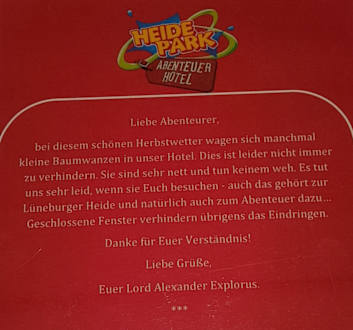 HEIDE
PARK
ABENTEUER
HOTEL
Liebe Abenteurer,
bei diesem schönen Herbstwetter wagen sich manchmal
kleine Baumwanzen in unser Hotel. Dies ist leider nicht immer
zu verhindern. Sie sind sehr nett und tun keinem weh. Es tut
uns sehr leid, wenn sie Euch besuchen - auch das gehört zur
Lüneburger Heide und natürlich auch zum Abenteuer dazu...
Geschlossene Fenster verhindern übrigens das Eindringen.
Danke für Euer Verständnis!
Liebe Grüße,
Euer Lord Alexander Explorus.
***